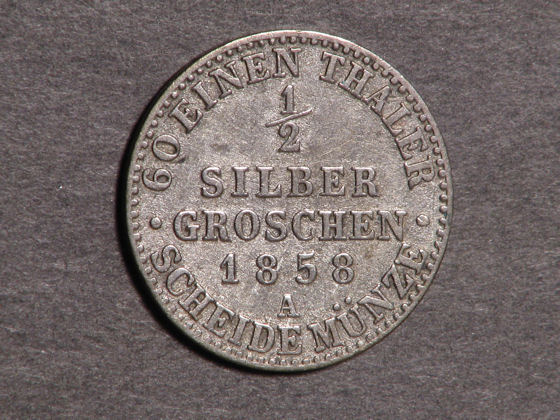 60 EINEN THALER
1/2
SILBER
GROSCHEN
1858
A
· SCHEIDE MÜNZE ·